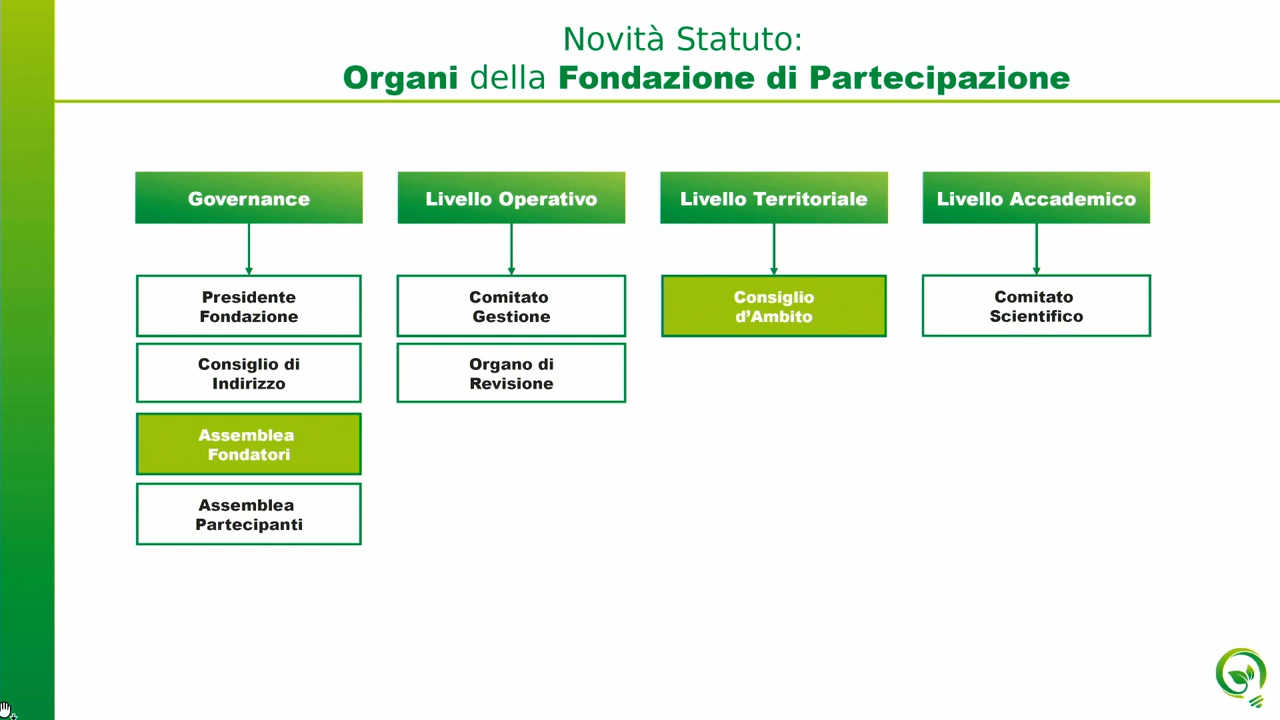 Novità Statuto:
Organi della Fondazione di Partecipazione
Governance
Livello Operativo
Livello Territoriale
Livello Accademico
Presidente
Fondazione
Comitato
Gestione
Consiglio
d’Ambito
Comitato
Scientifico
Consiglio di
Indirizzo
Organo di
Revisione
Assemblea
Fondatori
Assemblea
Partecipanti